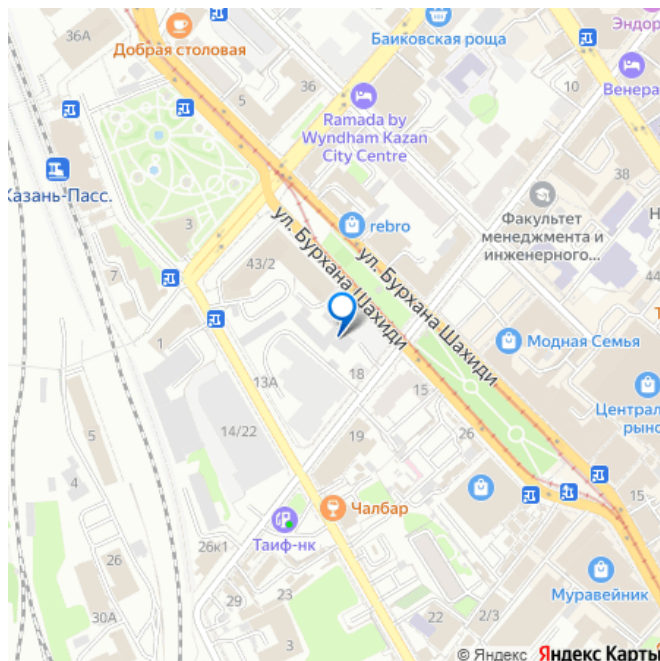 36А
Добрая столовая
5
36
Баиковская роща
Эндор
Венера
10
Ramada by
Wyndham Kazan
City Centre
38
Казань-Пасс.
3
7
rebro
Факультет
менеджмента и
инженерного...
Н
43/2
ул. Бурхана Шахиди
ул. Бурхана Шахиди
1
Модная Семья
Т
13А
18
15
Централ
рыно
14/22
5
19
26
4
15
Чалбар
Таиф-нк
26к1
26
Муравейник
29
23
30А
22
2/3
3
© Яндекс Яндекс Карты